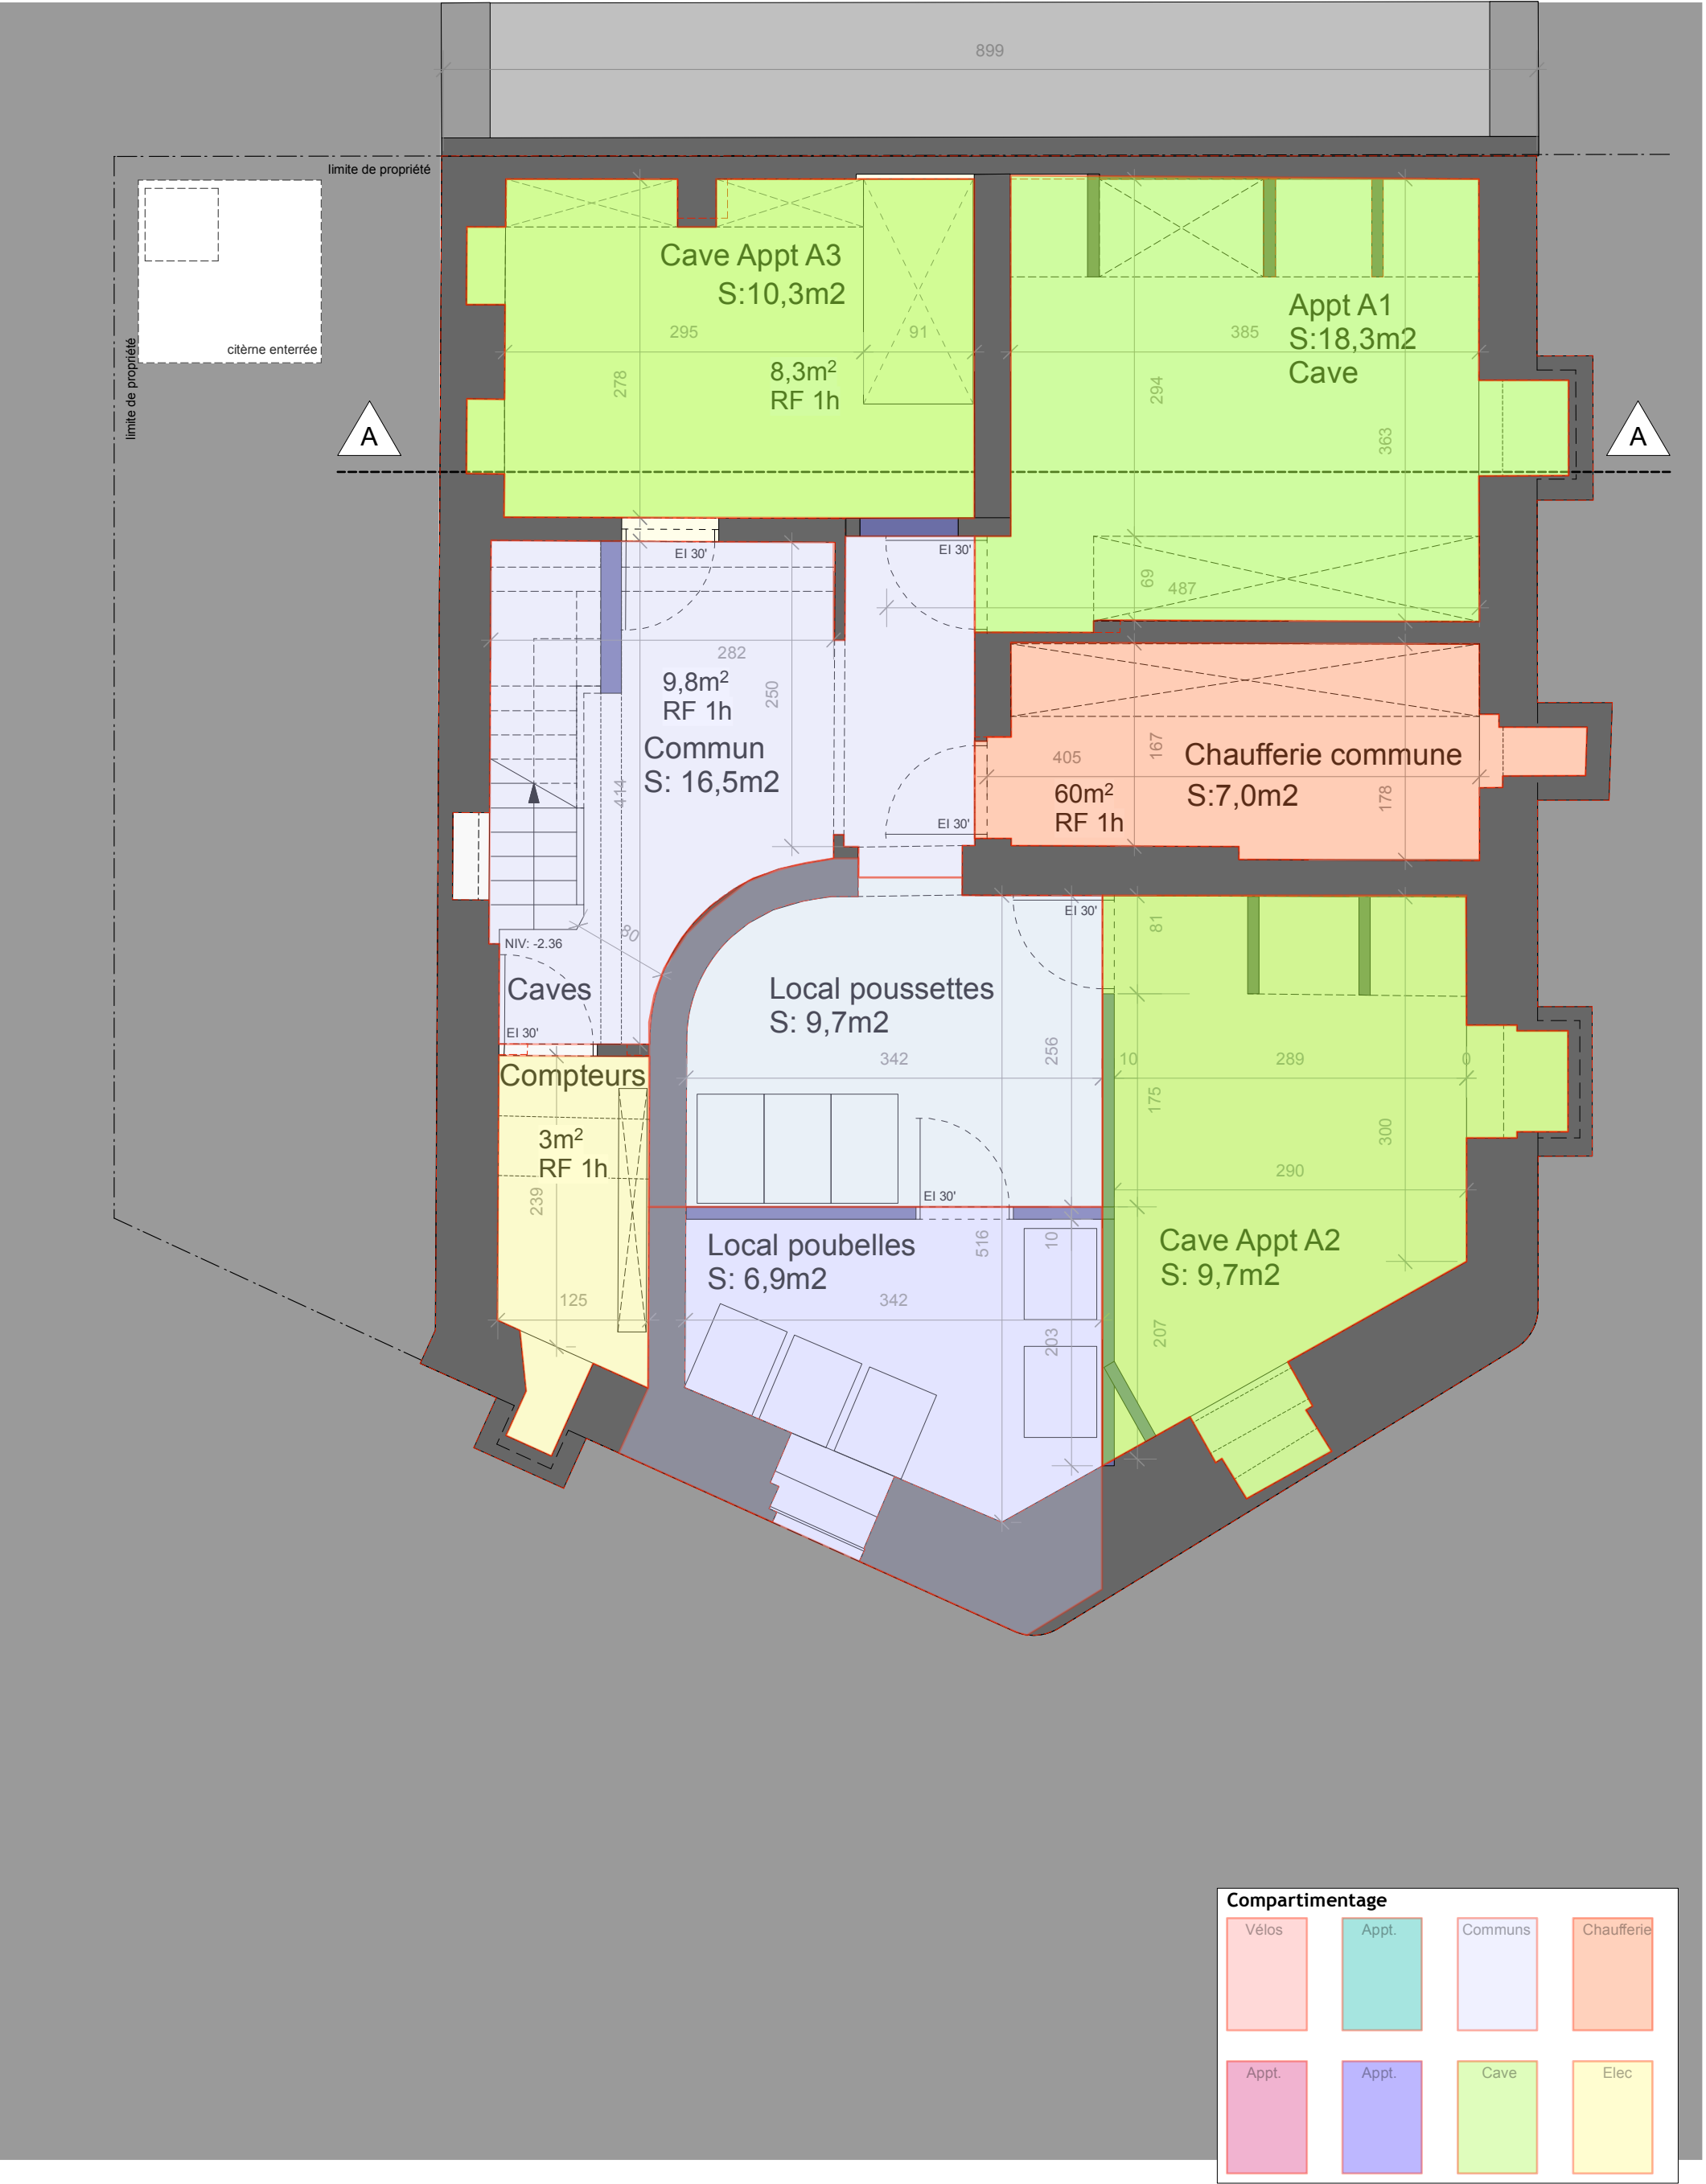 899
limite de propriété
limite de propriété
citèrne enterrée
Cave Appt A3
S:10,3m2
295
91
278
8,3m²
RF 1h
Appt A1
S:18,3m2
Cave
385
294
363
A
A
EI 30'
EI 30'
69
487
282
250
9,8m²
RF 1h
Commun
S: 16,5m2
414
405
167
Chaufferie commune
60m²
RF 1h
S:7,0m2
178
EI 30'
EI 30'
81
NIV: -2.36
80
Caves
EI 30'
Local poussettes
S: 9,7m2
342
256
10
289
0
175
300
290
Compteurs
3m²
RF 1h
239
125
EI 30'
Local poubelles
S: 6,9m2
516
10
342
203
207
Cave Appt A2
S: 9,7m2
Compartimentage
Vélos
Appt.
Communs
Chaufferie
Appt.
Appt.
Cave
Elec